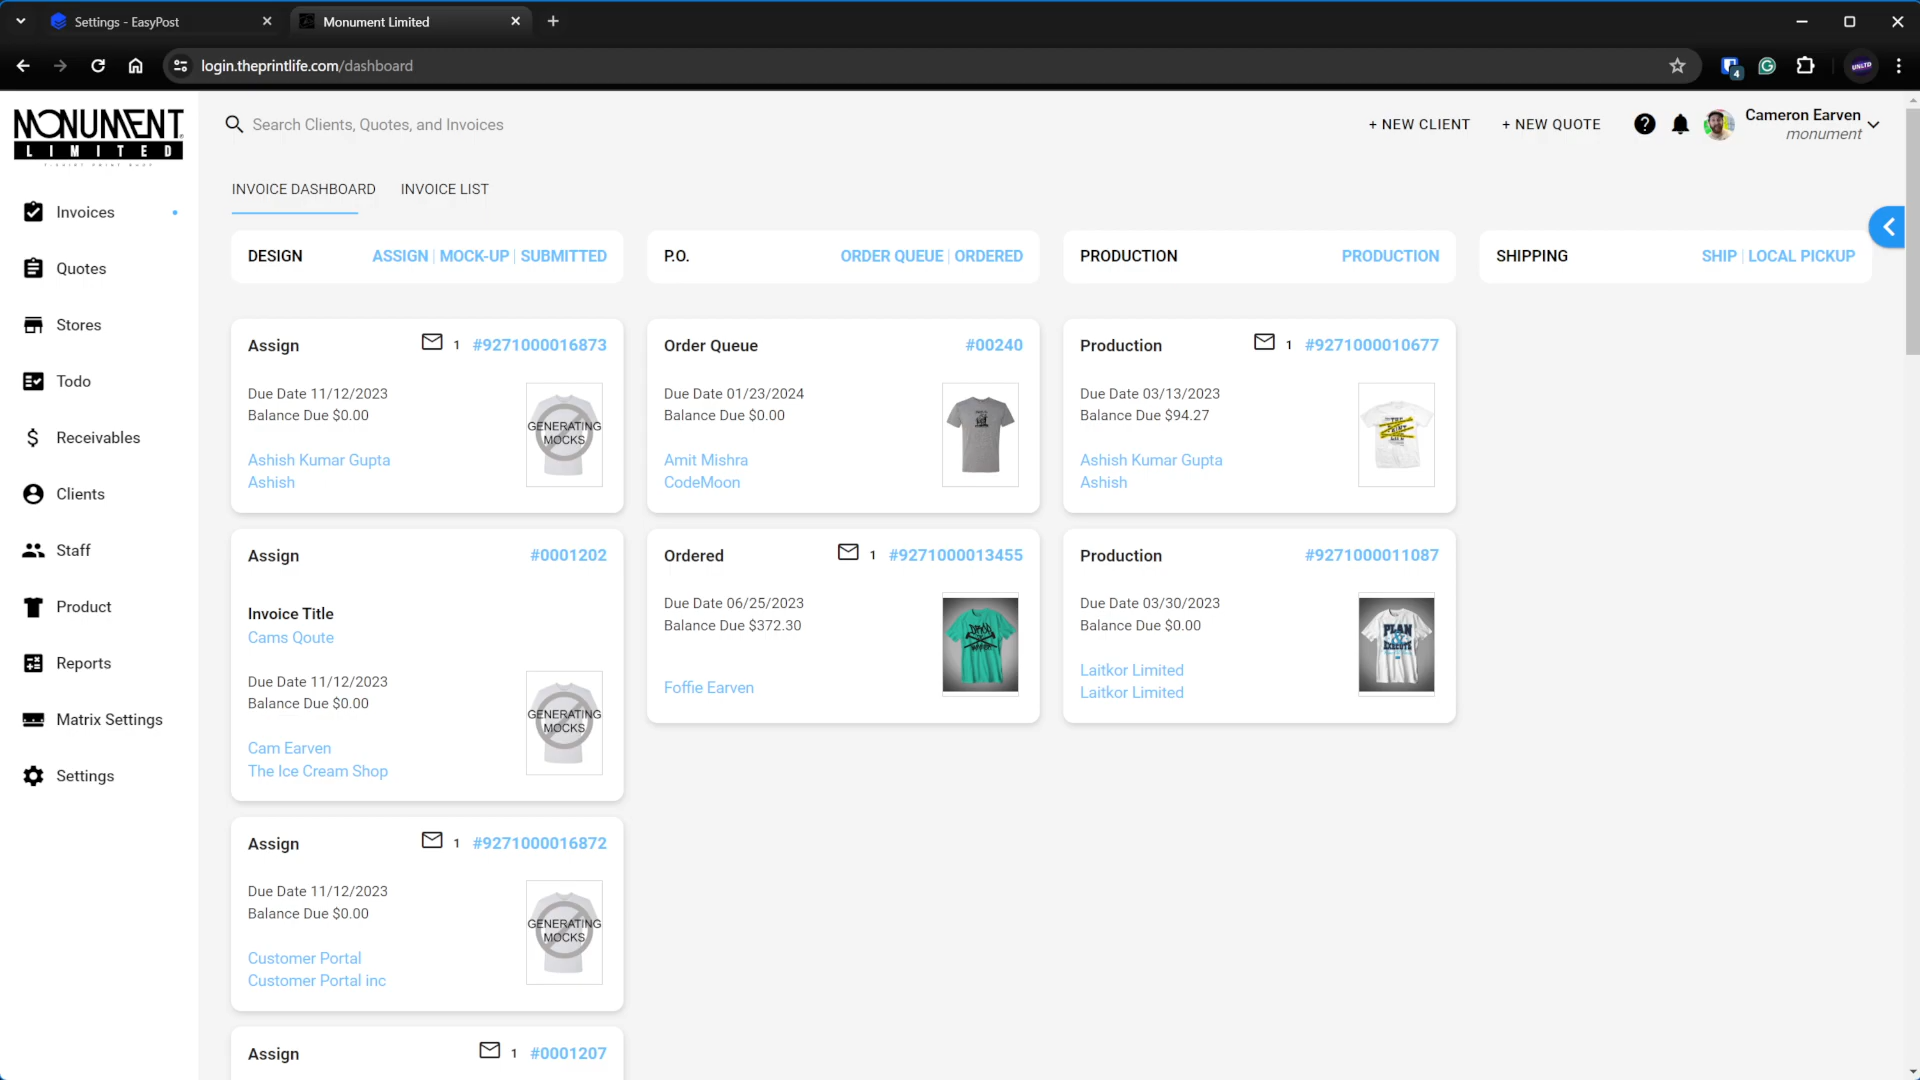 Settings - EasyPost
Monument Limited
login.theprintlife.com/dashboard
4
UNLTD
MONUMENT
LIMITED
T-SHIRT PRINT SHOP
Search Clients, Quotes, and Invoices
+ NEW CLIENT
+ NEW QUOTE
Cameron Earven
monument
Invoices
Quotes
Stores
Todo
Receivables
Clients
Staff
Product
Reports
Matrix Settings
Settings
INVOICE DASHBOARD
INVOICE LIST
DESIGN
ASSIGN | MOCK-UP | SUBMITTED
P.O.
ORDER QUEUE | ORDERED
PRODUCTION
PRODUCTION
SHIPPING
SHIP | LOCAL PICKUP
Assign
1
#9271000016873
Due Date 11/12/2023
Balance Due $0.00
GENERATING
MOCKS
Ashish Kumar Gupta
Ashish
Assign
#0001202
Invoice Title
Cams Qoute
Due Date 11/12/2023
Balance Due $0.00
GENERATING
MOCKS
Cam Earven
The Ice Cream Shop
Assign
1
#9271000016872
Due Date 11/12/2023
Balance Due $0.00
GENERATING
MOCKS
Customer Portal
Customer Portal inc
Assign
1
#0001207
Order Queue
#00240
Due Date 01/23/2024
Balance Due $0.00
Amit Mishra
CodeMoon
Ordered
1
#9271000013455
Due Date 06/25/2023
Balance Due $372.30
Foffie Earven
Production
1
#9271000010677
Due Date 03/13/2023
Balance Due $94.27
Ashish Kumar Gupta
Ashish
Production
#9271000011087
Due Date 03/30/2023
Balance Due $0.00
PLAN
&
EXECUTE
Laitkor Limited
Laitkor Limited